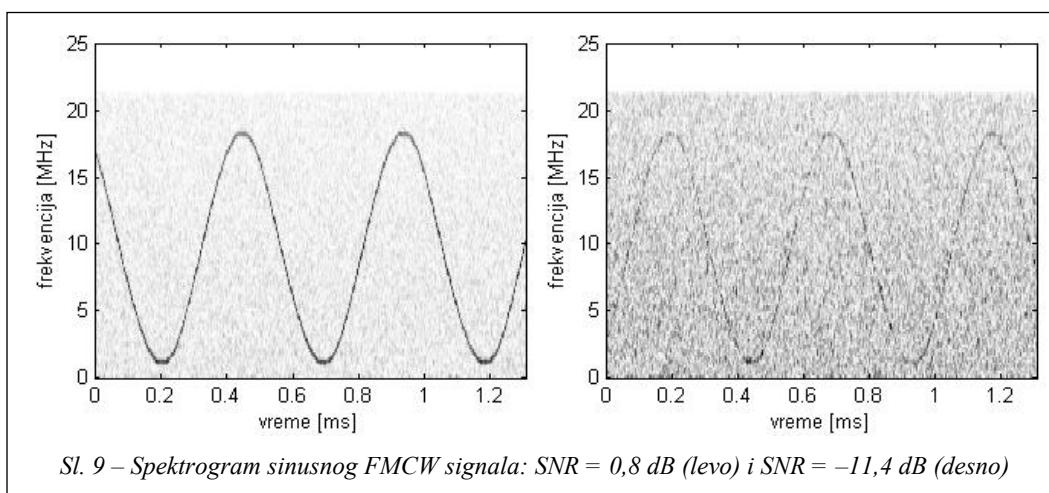 25
20
15
10
5
0
frekvencija [MHz]
0 0.2 0.4 0.6 0.8 1 1.2
vreme [ms]
25
20
15
10
5
0
frekvencija [MHz]
0 0.2 0.4 0.6 0.8 1 1.2
vreme [ms]
Sl. 9 – Spektrogram sinusnog FMCW signala: SNR = 0,8 dB (levo) i SNR = –11,4 dB (desno)